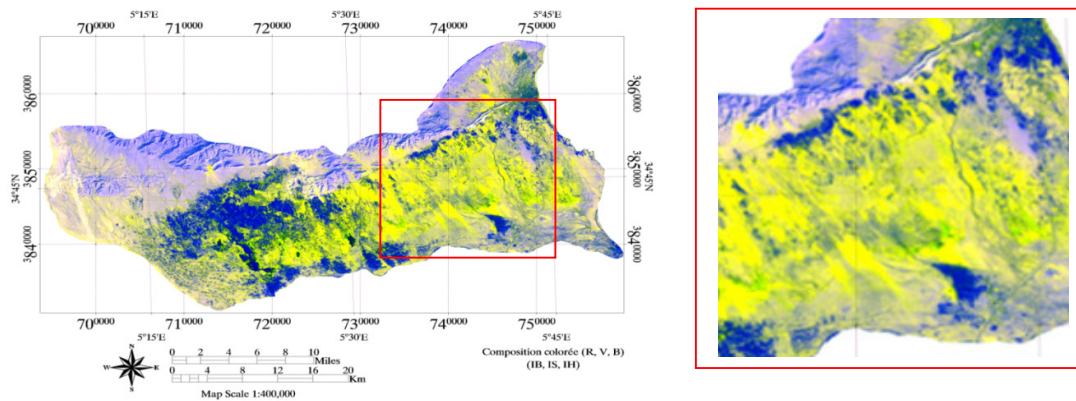 5°15'E 5°30'E 5°45'E
700000 710000 720000 730000 740000 750000
3860000 3860000
3850000 3850000
34°45'N 34°45'N
3840000 3840000
700000 710000 720000 730000 740000 750000
5°15'E 5°30'E 5°45'E
N
W E
S
0 2 4 6 8 10
Miles
0 4 8 12 16 20
Km
Map Scale 1:400,000
Composition colorée (R, V, B)
(IB, IS, IH)